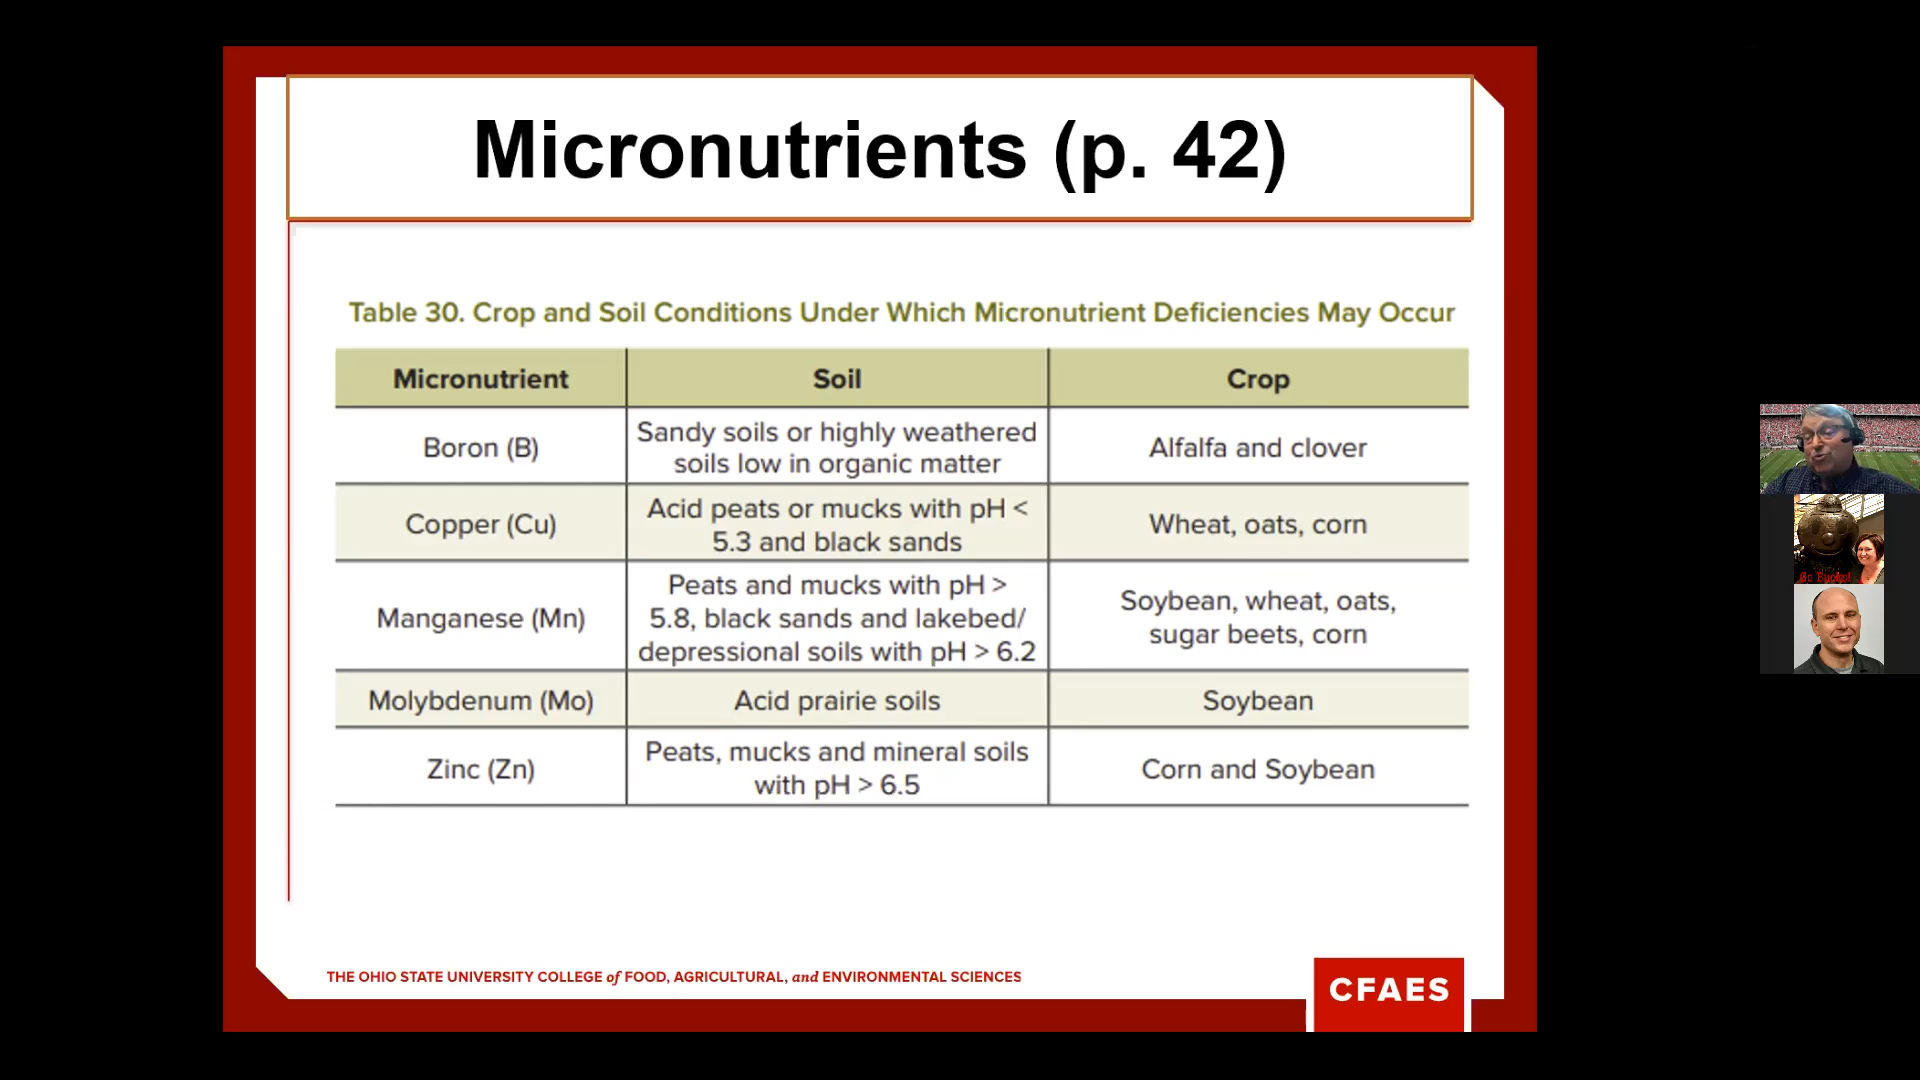 Micronutrients (p. 42)
Table 30. Crop and Soil Conditions Under Which Micronutrient Deficiencies May Occur
Micronutrient
Soil
Crop
Boron (B)
Sandy soils or highly weathered
soils low in organic matter
Alfalfa and clover
Copper (Cu)
Acid peats or mucks with pH <
5.3 and black sands
Wheat, oats, corn
Manganese (Mn)
Peats and mucks with pH >
5.8, black sands and lakebed/
depressional soils with pH > 6.2
Soybean, wheat, oats,
sugar beets, corn
Molybdenum (Mo)
Acid prairie soils
Soybean
Zinc (Zn)
Peats, mucks and mineral soils
with pH > 6.5
Corn and Soybean
THE OHIO STATE UNIVERSITY COLLEGE of FOOD, AGRICULTURAL, and ENVIRONMENTAL SCIENCES
CFAES
Go Bucks!